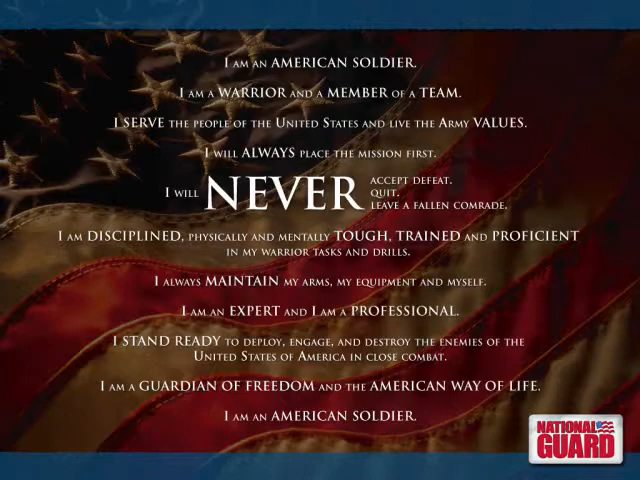 I AM AN AMERICAN SOLDIER.
I AM A WARRIOR AND A MEMBER OF A TEAM.
I SERVE THE PEOPLE OF THE UNITED STATES AND LIVE THE ARMY VALUES.
I WILL ALWAYS PLACE THE MISSION FIRST.
I WILL NEVER ACCEPT DEFEAT.
QUIT.
LEAVE A FALLEN COMRADE.
I AM DISCIPLINED, PHYSICALLY AND MENTALLY TOUGH, TRAINED AND PROFICIENT
IN MY WARRIOR TASKS AND DRILLS.
I ALWAYS MAINTAIN MY ARMS, MY EQUIPMENT AND MYSELF.
I AM AN EXPERT AND I AM A PROFESSIONAL.
I STAND READY TO DEPLOY, ENGAGE, AND DESTROY THE ENEMIES OF THE
UNITED STATES OF AMERICA IN CLOSE COMBAT.
I AM A GUARDIAN OF FREEDOM AND THE AMERICAN WAY OF LIFE.
I AM AN AMERICAN SOLDIER.
NATIONAL
GUARD